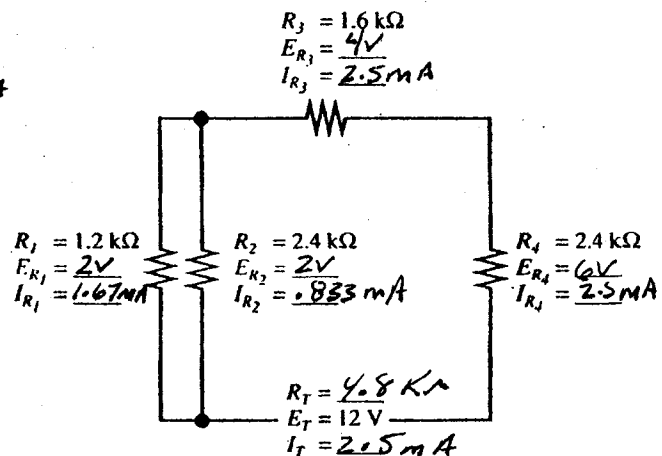 R3 = 1.6 kΩ
ER3 = 4V
IR3 = 2.5mA
R1 = 1.2 kΩ
ER1 = 2V
IR1 = 1.67mA
R2 = 2.4 kΩ
ER2 = 2V
IR2 = .833 mA
R4 = 2.4 kΩ
ER4 = 6V
IR4 = 2.5mA
RT = 4.8 KΩ
ET = 12 V
IT = 2.5mA